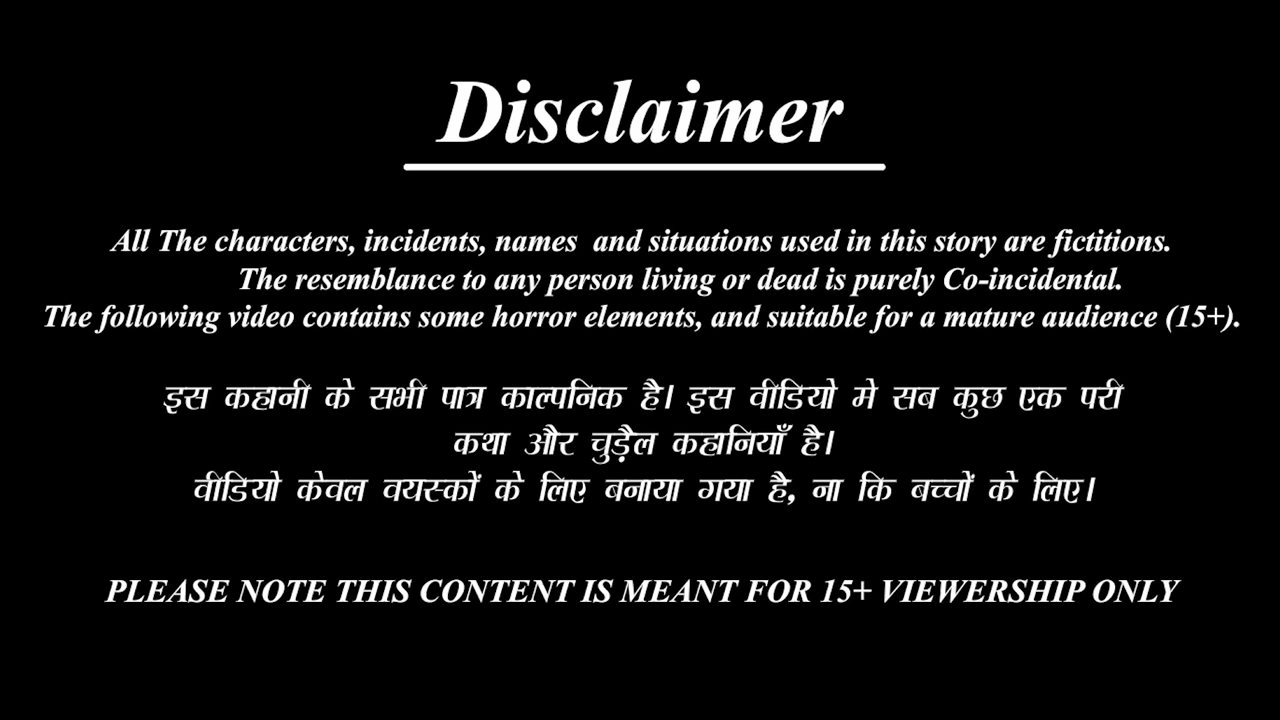 Disclaimer
All The characters, incidents, names and situations used in this story are fictitions.
The resemblance to any person living or dead is purely Co-incidental.
The following video contains some horror elements, and suitable for a mature audience (15+).
इस कहानी के सभी पात्र काल्पनिक है। इस वीडियो मे सब कुछ एक परी
कथा और चुड़ैल कहानियाँ है।
वीडियो केवल वयस्कों के लिए बनाया गया है, ना कि बच्चों के लिए।
PLEASE NOTE THIS CONTENT IS MEANT FOR 15+ VIEWERSHIP ONLY